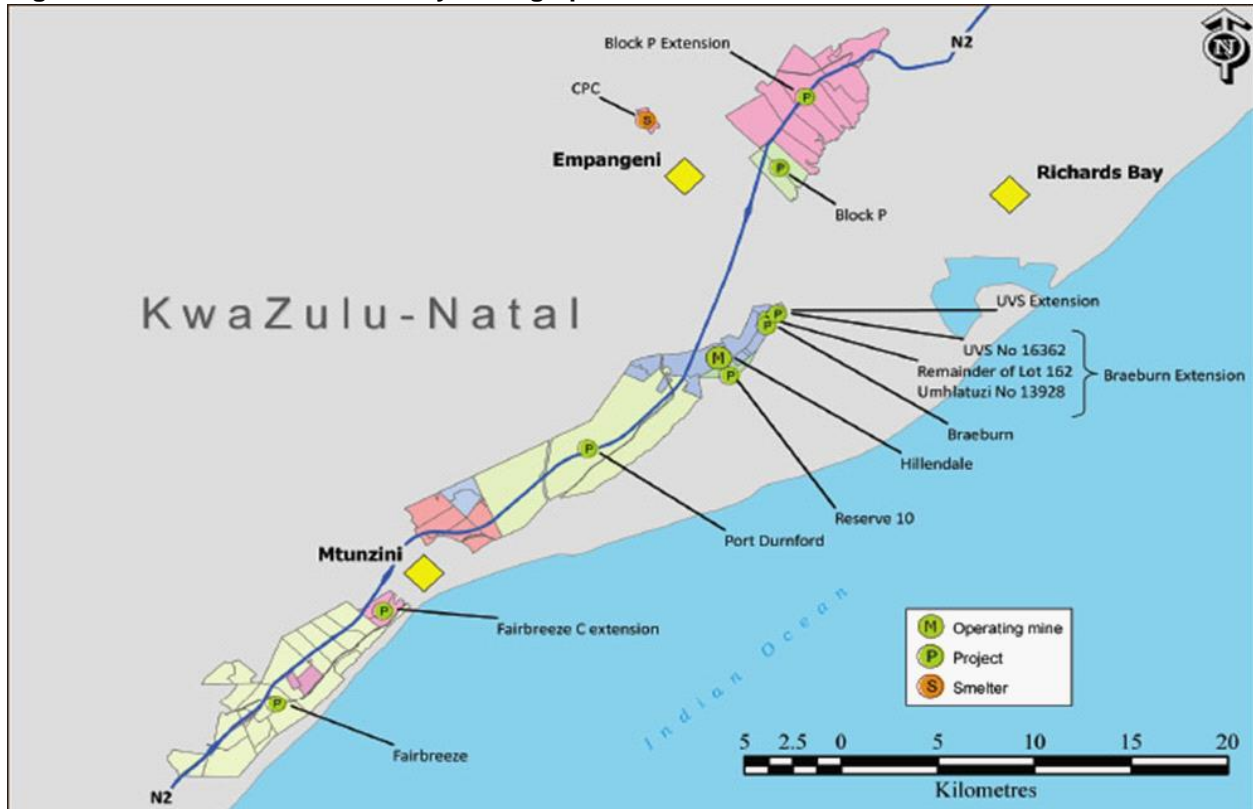 N
N2
Block P Extension
P
CPC
S
Empangeni
P
Richards Bay
Block P
KwaZulu-Natal
UVS Extension
P
P
UVS No 16362
M
Remainder of Lot 162
Braeburn Extension
P
Umhlatuzi No 13928
Braeburn
Hillendale
P
Reserve 10
Port Durnford
Mtunzini
P
Fairbreeze C extension
Indian Ocean
M Operating mine
P Project
S Smelter
P
Fairbreeze
5 2.5 0 5 10 15 20
Kilometres
N2